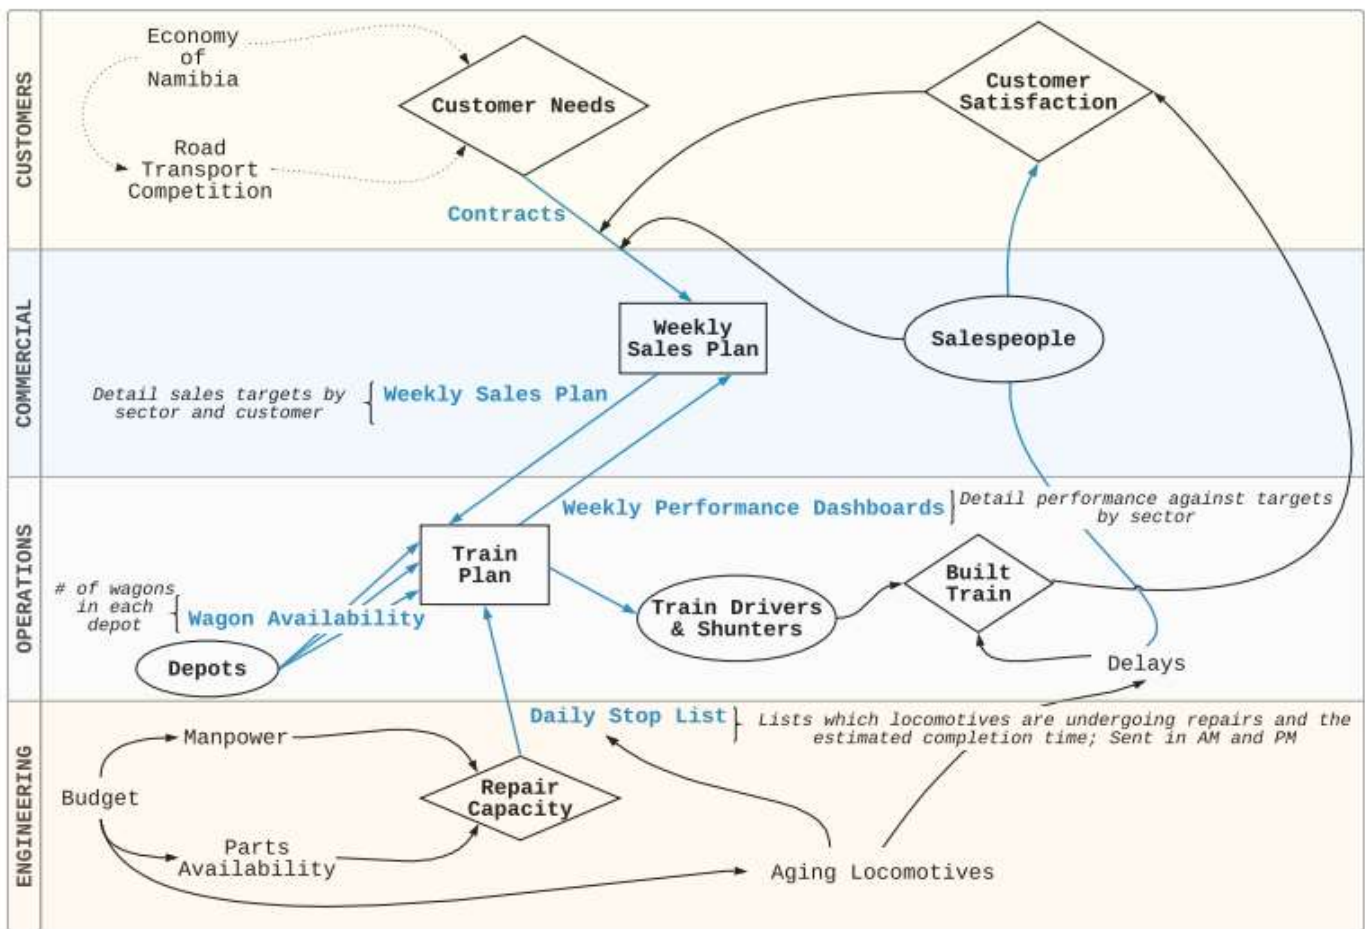 CUSTOMERS
Economy
of
Namibia
Road
Transport
Competition
Customer Needs
Customer
Satisfaction
Contracts
COMMERCIAL
Weekly
Sales Plan
Salespeople
Detail sales targets by
sector and customer
Weekly Sales Plan
OPERATIONS
Weekly Performance Dashboards
Detail performance against targets
by sector
Train
Plan
# of wagons
in each
depot
Wagon Availability
Depots
Train Drivers
& Shunters
Built
Train
Delays
ENGINEERING
Daily Stop List
Lists which locomotives are undergoing repairs and the
estimated completion time; Sent in AM and PM
Manpower
Budget
Repair
Capacity
Parts
Availability
Aging Locomotives